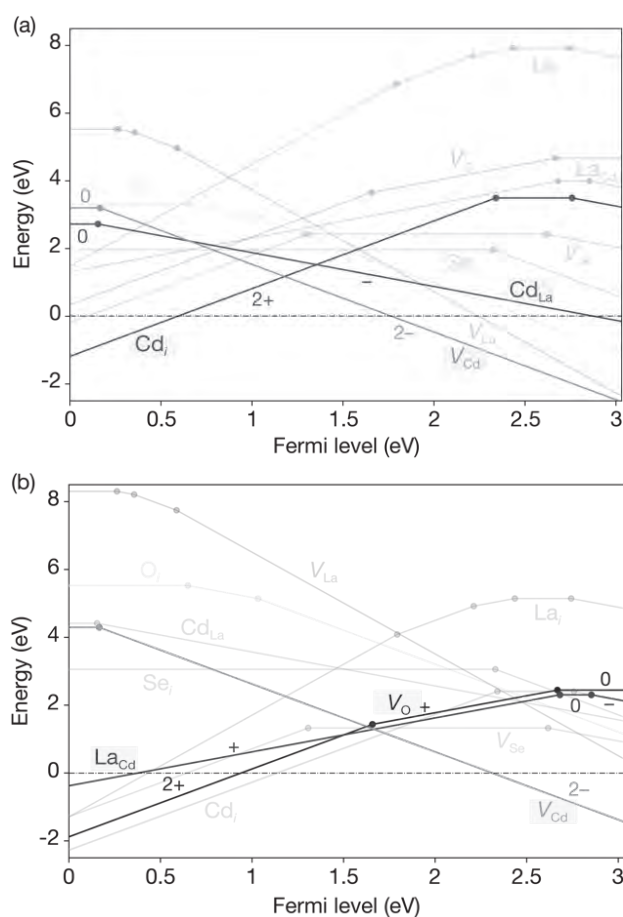 (a)
8
6
4
2
0
-2
Energy (eV)
0
0
La
V
La
V
2+
−
Cd_La
Cd_i
2−
V_La
V_Cd
0 0.5 1 1.5 2 2.5 3
Fermi level (eV)
(b)
8
6
4
2
0
-2
Energy (eV)
O_i
V_La
Cd_La
La_i
Se_i
V_O +
0
0 −
La_Cd
+
V_Se
2+
Cd_i
2−
V_Cd
0 0.5 1 1.5 2 2.5 3
Fermi level (eV)